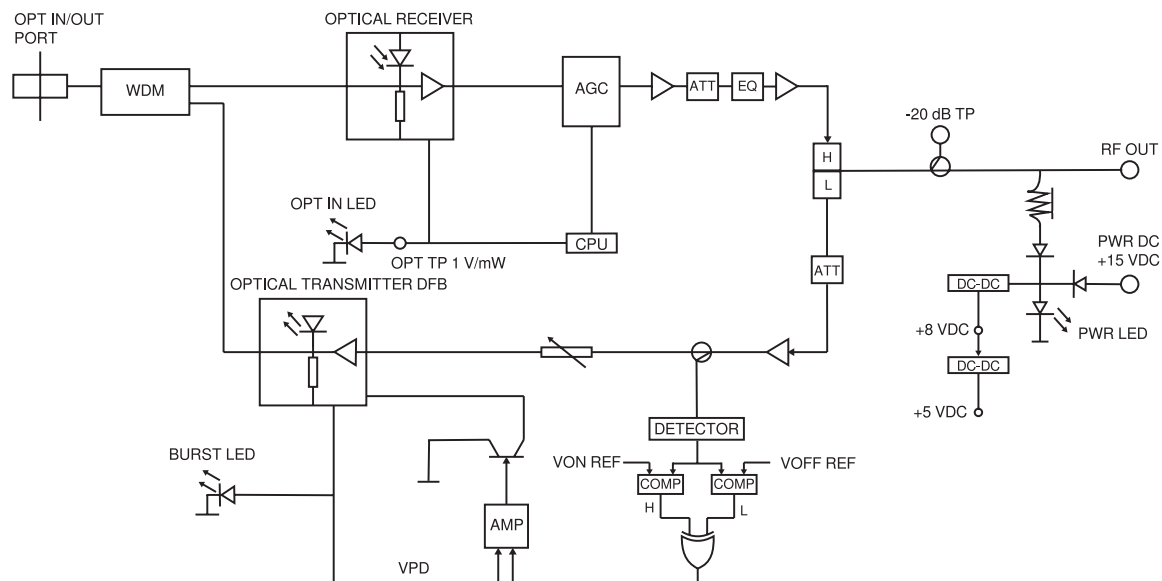 OPT IN/OUT
PORT
OPTICAL RECEIVER
WDM
AGC
ATT
EQ
-20 dB TP
H
L
RF OUT
OPT IN LED
OPT TP 1 V/mW
CPU
ATT
PWR DC
+15 VDC
DC-DC
OPTICAL TRANSMITTER DFB
+8 VDC
PWR LED
DC-DC
+5 VDC
DETECTOR
BURST LED
VON REF
VOFF REF
COMP
COMP
H
L
AMP
VPD